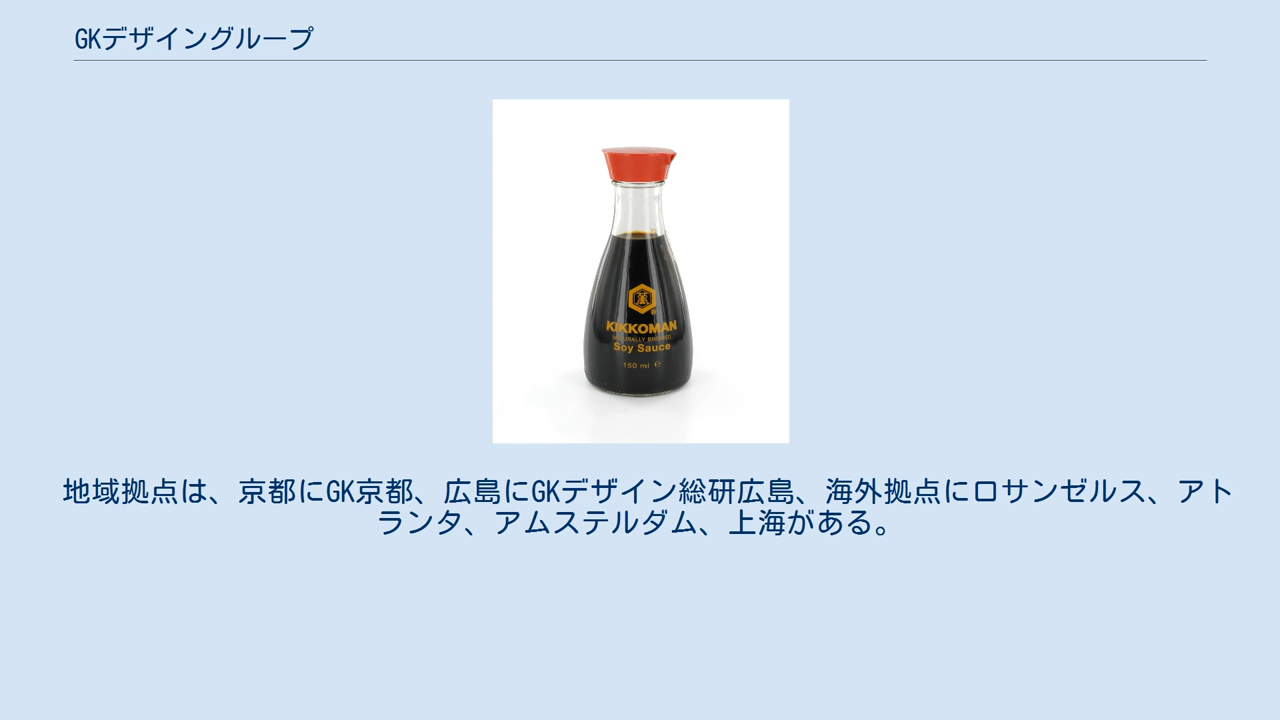 GKデザイングループ
KIKKOMAN
NATURALLY BREWED
Soy Sauce
150 ml ℮
地域拠点は、京都にGK京都、広島にGKデザイン総研広島、海外拠点にロサンゼルス、アト
ランタ、アムステルダム、上海がある。